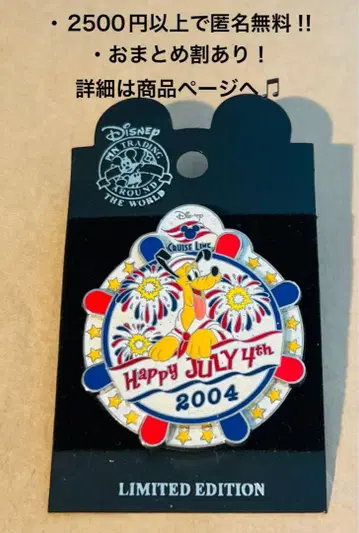 ・2500円以上で匿名無料!!
・おまとめ割あり！
詳細は商品ページへ🎵
Disney
PIN TRADING
AROUND
THE WORLD
Disney
CRUISE LINE
HAPPY JULY 4th
2004
LIMITED EDITION